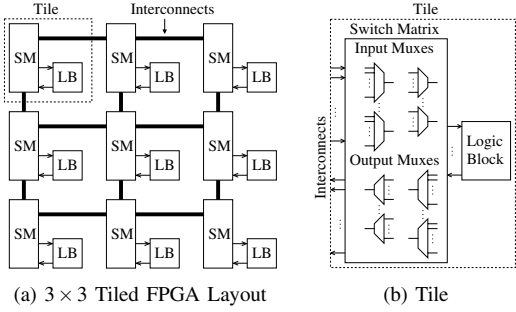 Tile
Interconnects
SM
LB
SM
LB
SM
LB
SM
LB
SM
LB
SM
LB
SM
LB
SM
LB
SM
LB
(a) 3 × 3 Tiled FPGA Layout
Tile
Switch Matrix
Input Muxes
Interconnects
Output Muxes
Logic
Block
(b) Tile